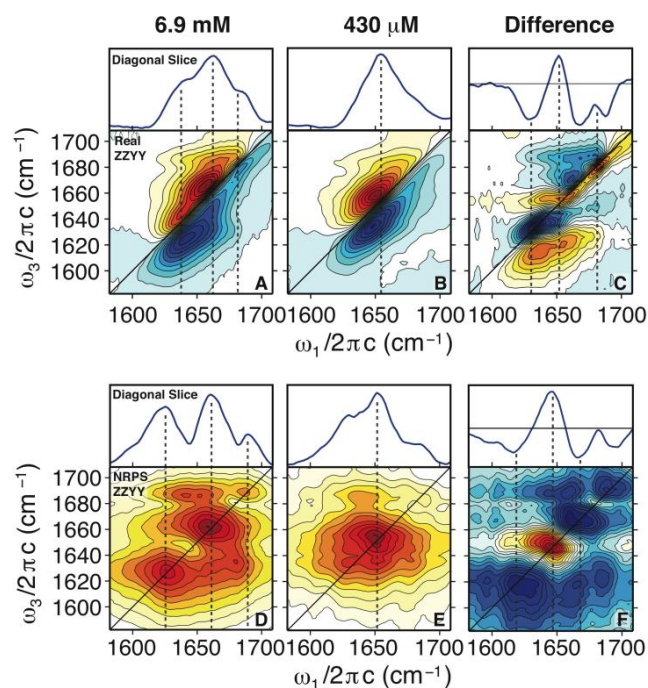 6.9 mM 430 μM Difference
Diagonal Slice
Real
ZZYY
1700
1680
1660
1640
1620
1600
ω₃/2πc (cm⁻¹)
A B C
1600 1650 1700 1600 1650 1700 1600 1650 1700
ω₁/2πc (cm⁻¹)
Diagonal Slice
NRPS
ZZYY
1700
1680
1660
1640
1620
1600
ω₃/2πc (cm⁻¹)
D E F
1600 1650 1700 1600 1650 1700 1600 1650 1700
ω₁/2πc (cm⁻¹)